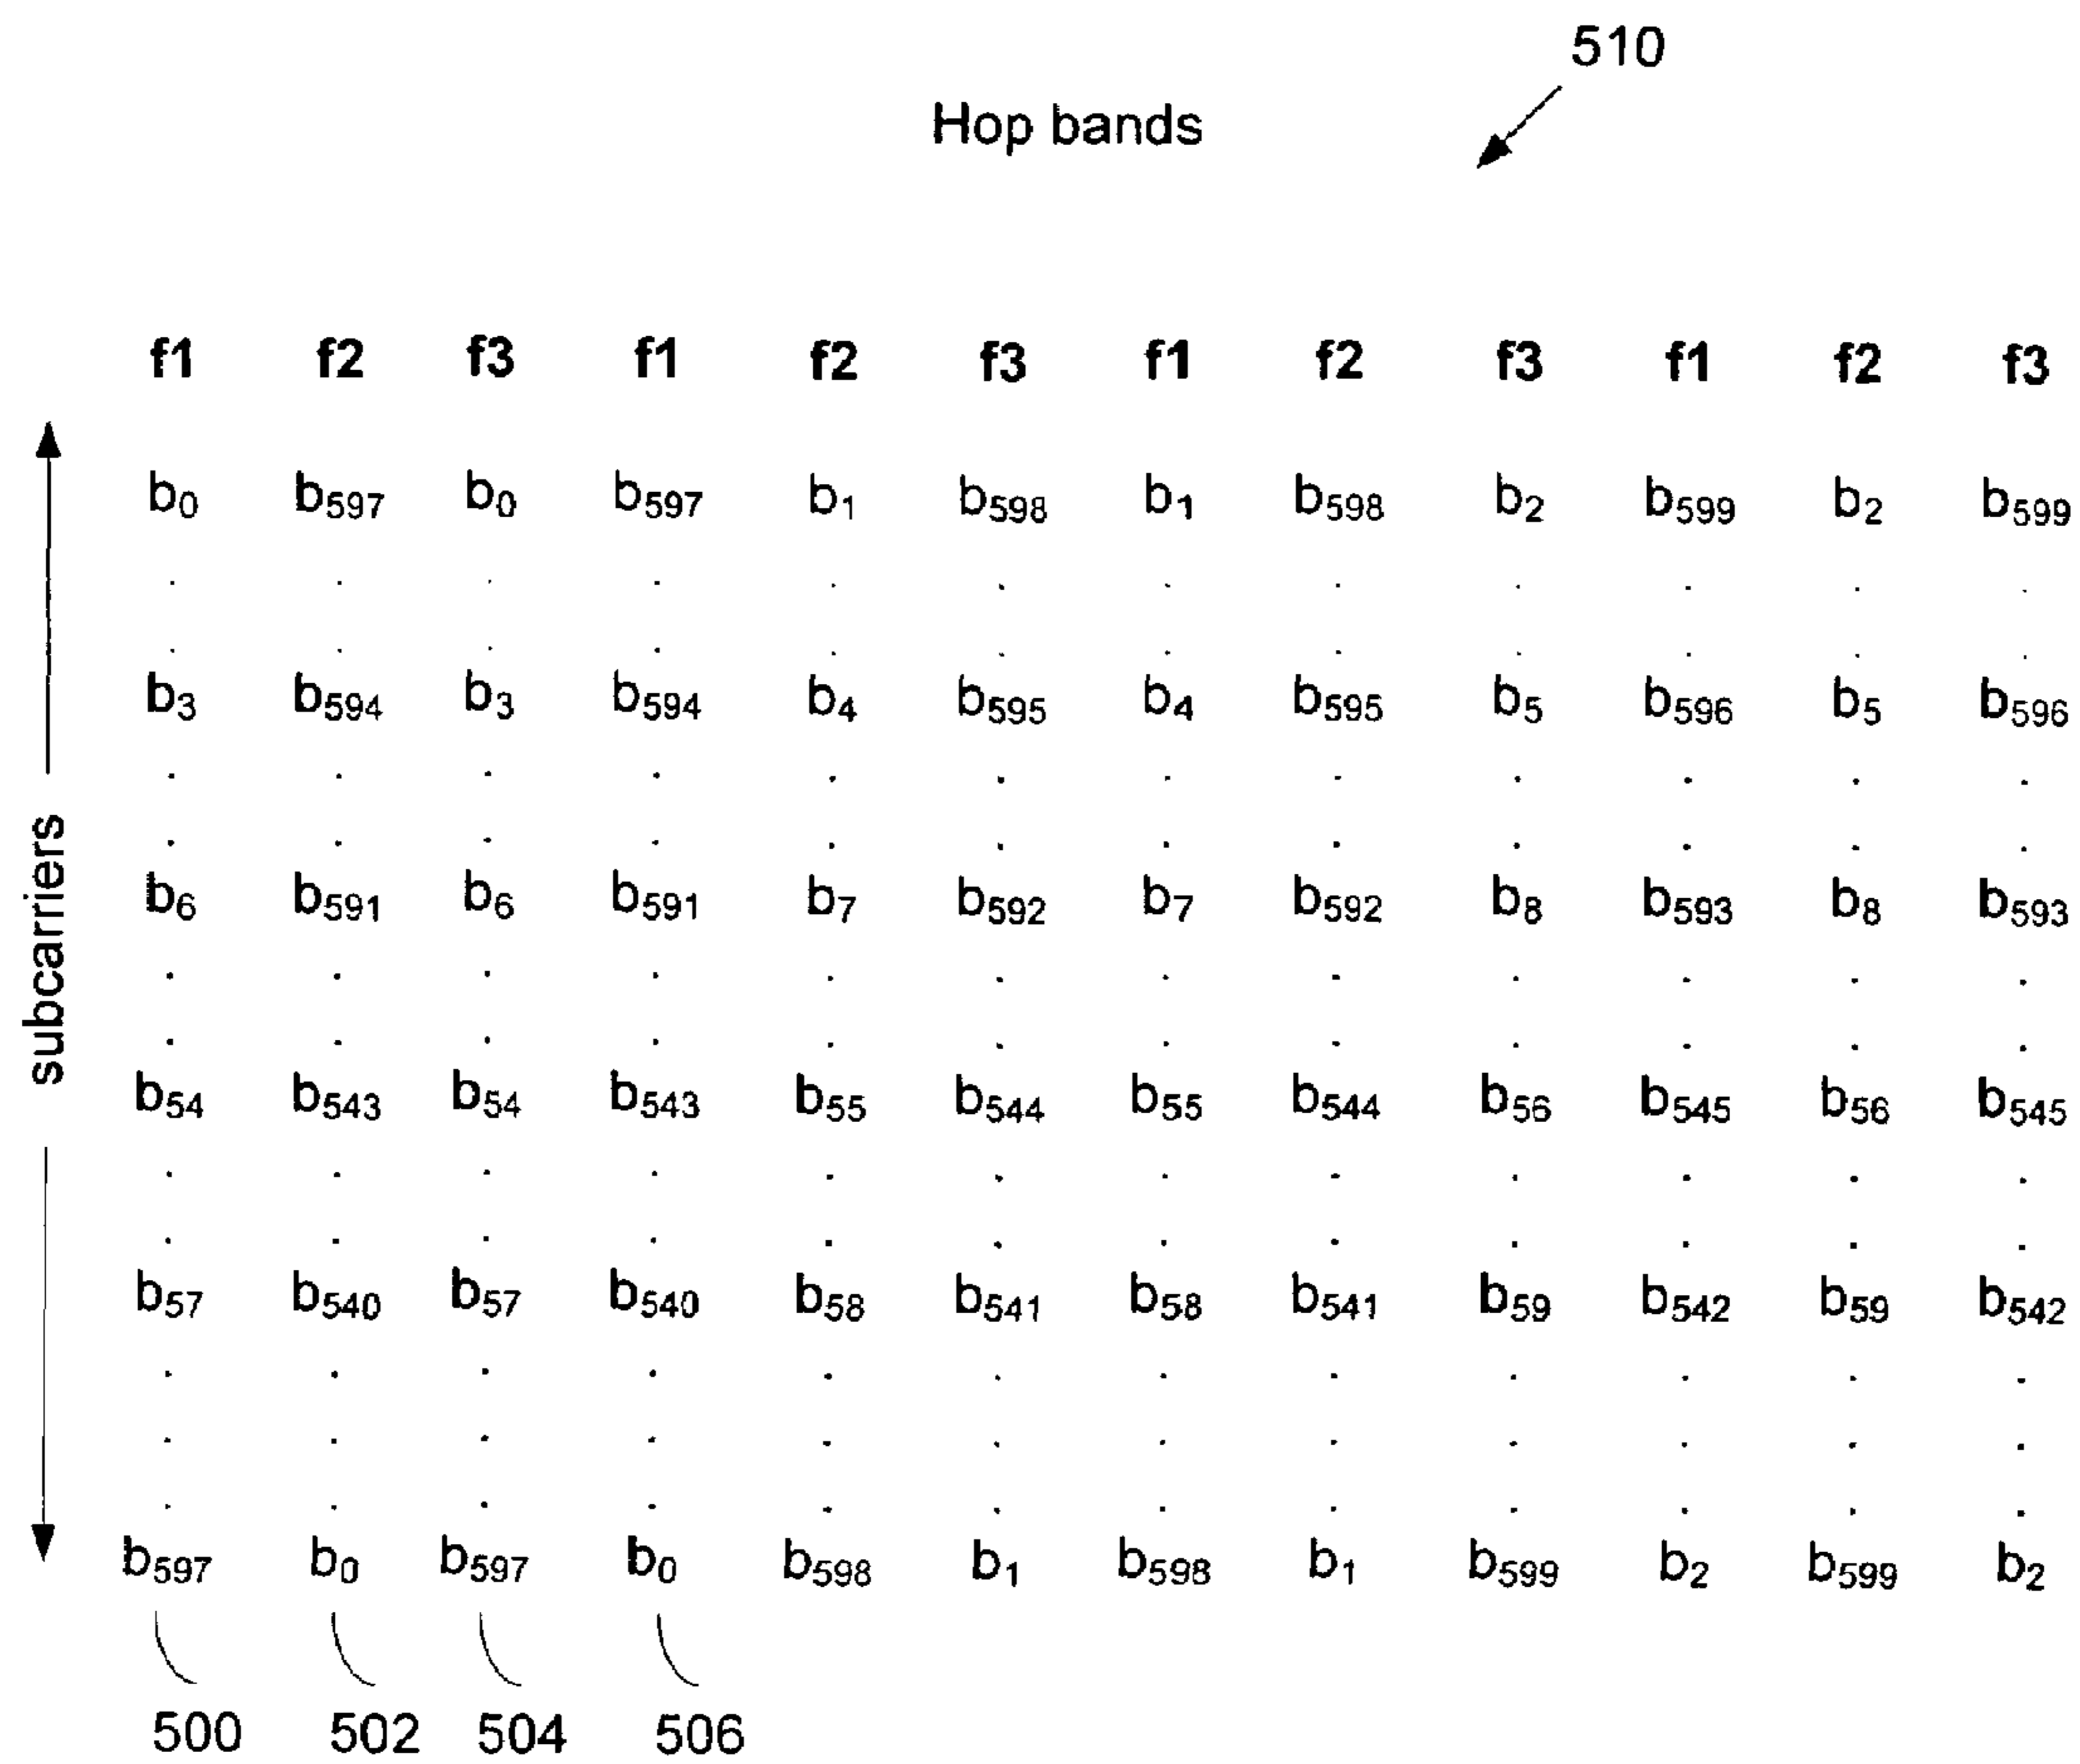 510
Hop bands
f1 f2 f3 f1 f2 f3 f1 f2 f3 f1 f2 f3
b0 b597 b0 b597 b1 b598 b1 b598 b2 b599 b2 b599
b3 b594 b3 b594 b4 b595 b4 b595 b5 b596 b5 b596
subcarriers
b6 b591 b6 b591 b7 b592 b7 b592 b8 b593 b8 b593
b54 b543 b54 b543 b55 b544 b55 b544 b56 b545 b56 b545
b57 b540 b57 b540 b58 b541 b58 b541 b59 b542 b59 b542
b597 b0 b597 b0 b598 b1 b598 b1 b599 b2 b599 b2
500 502 504 506